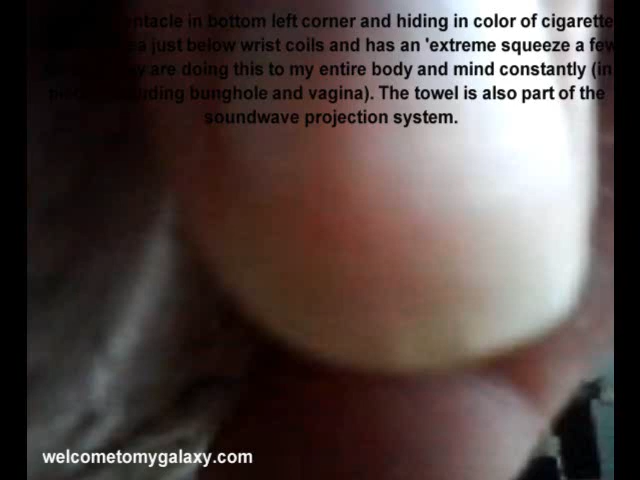 entacle in bottom left corner and hiding in color of cigarette
just below wrist coils and has an 'extreme squeeze a few
are doing this to my entire body and mind constantly (in
bunghole and vagina). The towel is also part of the
soundwave projection system.
welcometomygalaxy.com